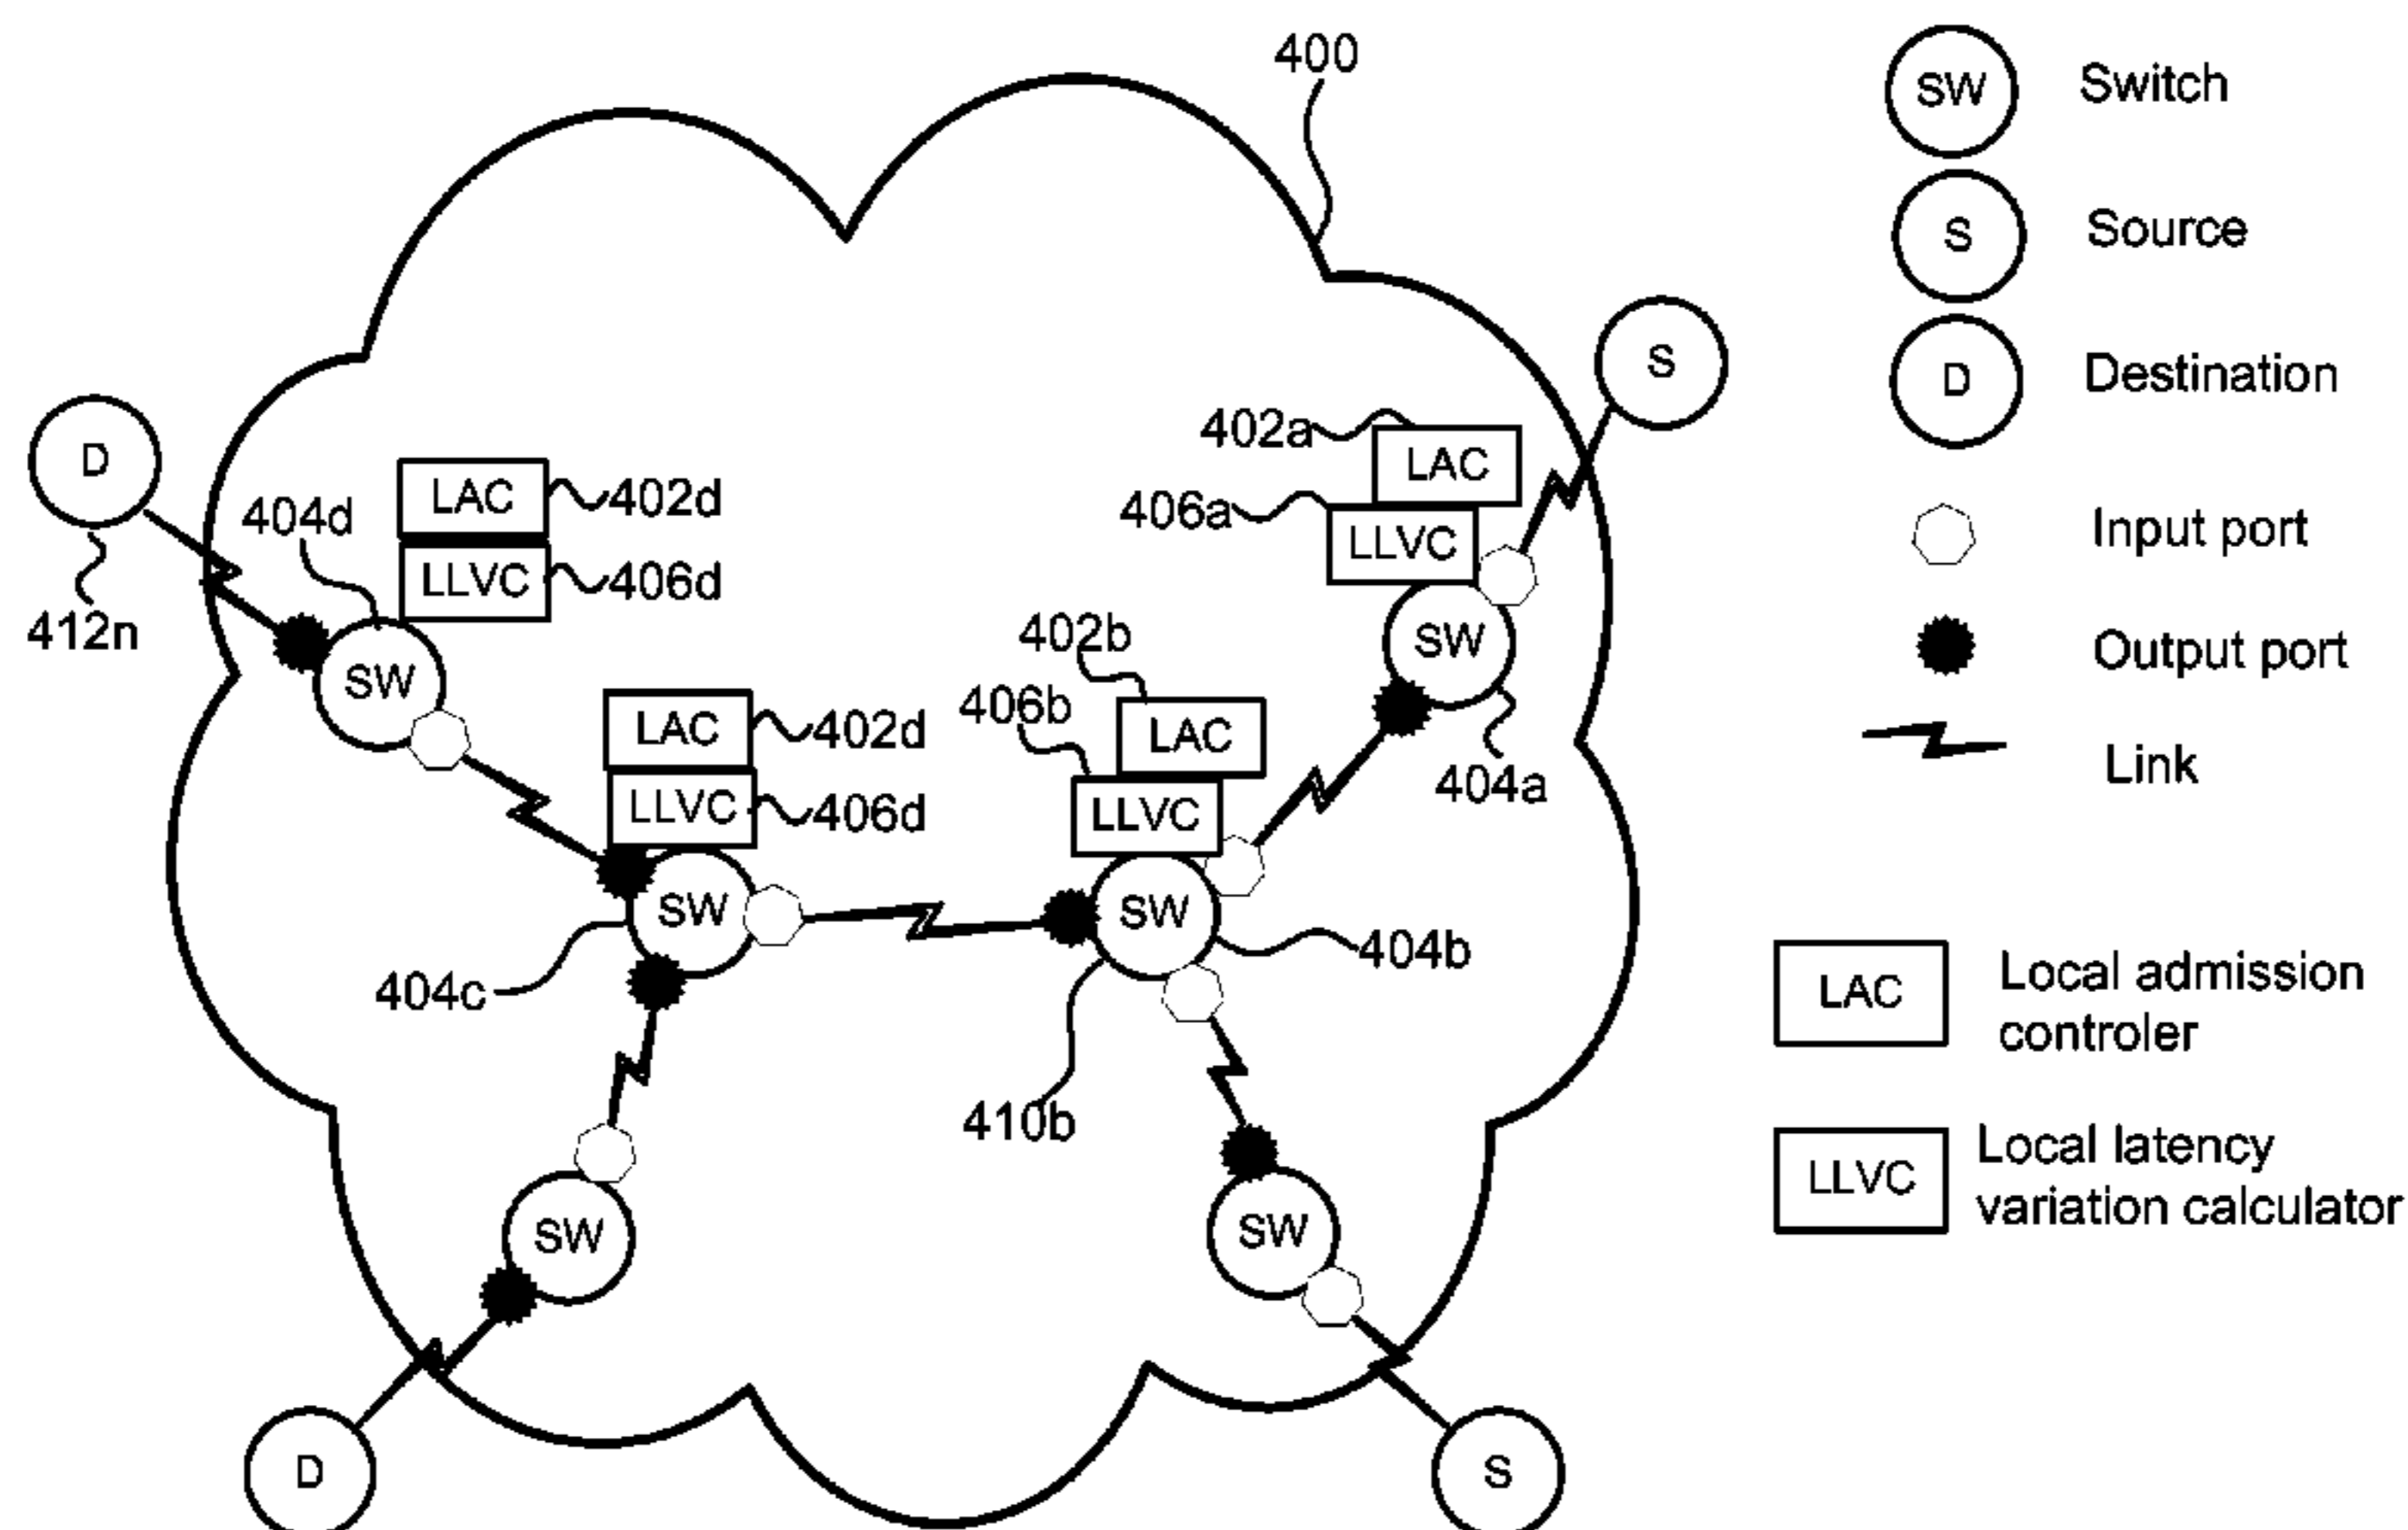 400
SW Switch
S Source
D Destination
Input port
Output port
Link
LAC Local admission
controler
LLVC Local latency
variation calculator
S
402a LAC
406a LLVC
SW
404a
D
412n
404d
LAC 402d
LLVC 406d
SW
LAC 402d
LLVC 406d
SW
404c
402b
406b LAC
LLVC
SW
404b
410b
SW
SW
D
S